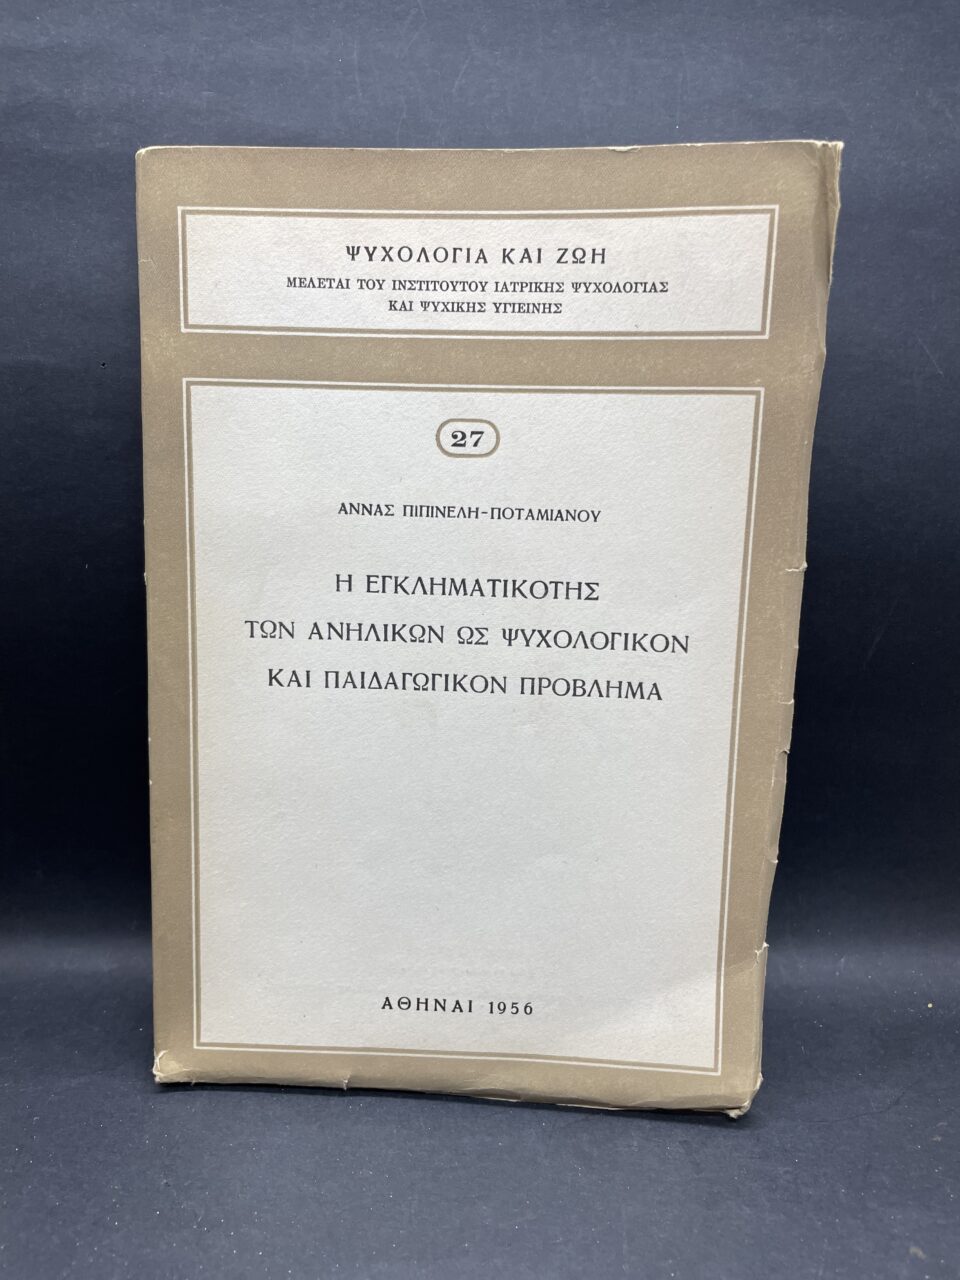 ΨΥΧΟΛΟΓΙΑ ΚΑΙ ΖΩΗ
ΜΕΛΕΤΑΙ ΤΟΥ ΙΝΣΤΙΤΟΥΤΟΥ ΙΑΤΡΙΚΗΣ ΨΥΧΟΛΟΓΙΑΣ
ΚΑΙ ΨΥΧΙΚΗΣ ΥΓΙΕΙΝΗΣ
27
ΑΝΝΑΣ ΠΙΠΙΝΕΛΗ-ΠΟΤΑΜΙΑΝΟΥ
Η ΕΓΚΛΗΜΑΤΙΚΟΤΗΣ
ΤΩΝ ΑΝΗΛΙΚΩΝ ΩΣ ΨΥΧΟΛΟΓΙΚΟΝ
ΚΑΙ ΠΑΙΔΑΓΩΓΙΚΟΝ ΠΡΟΒΛΗΜΑ
ΑΘΗΝΑΙ 1956